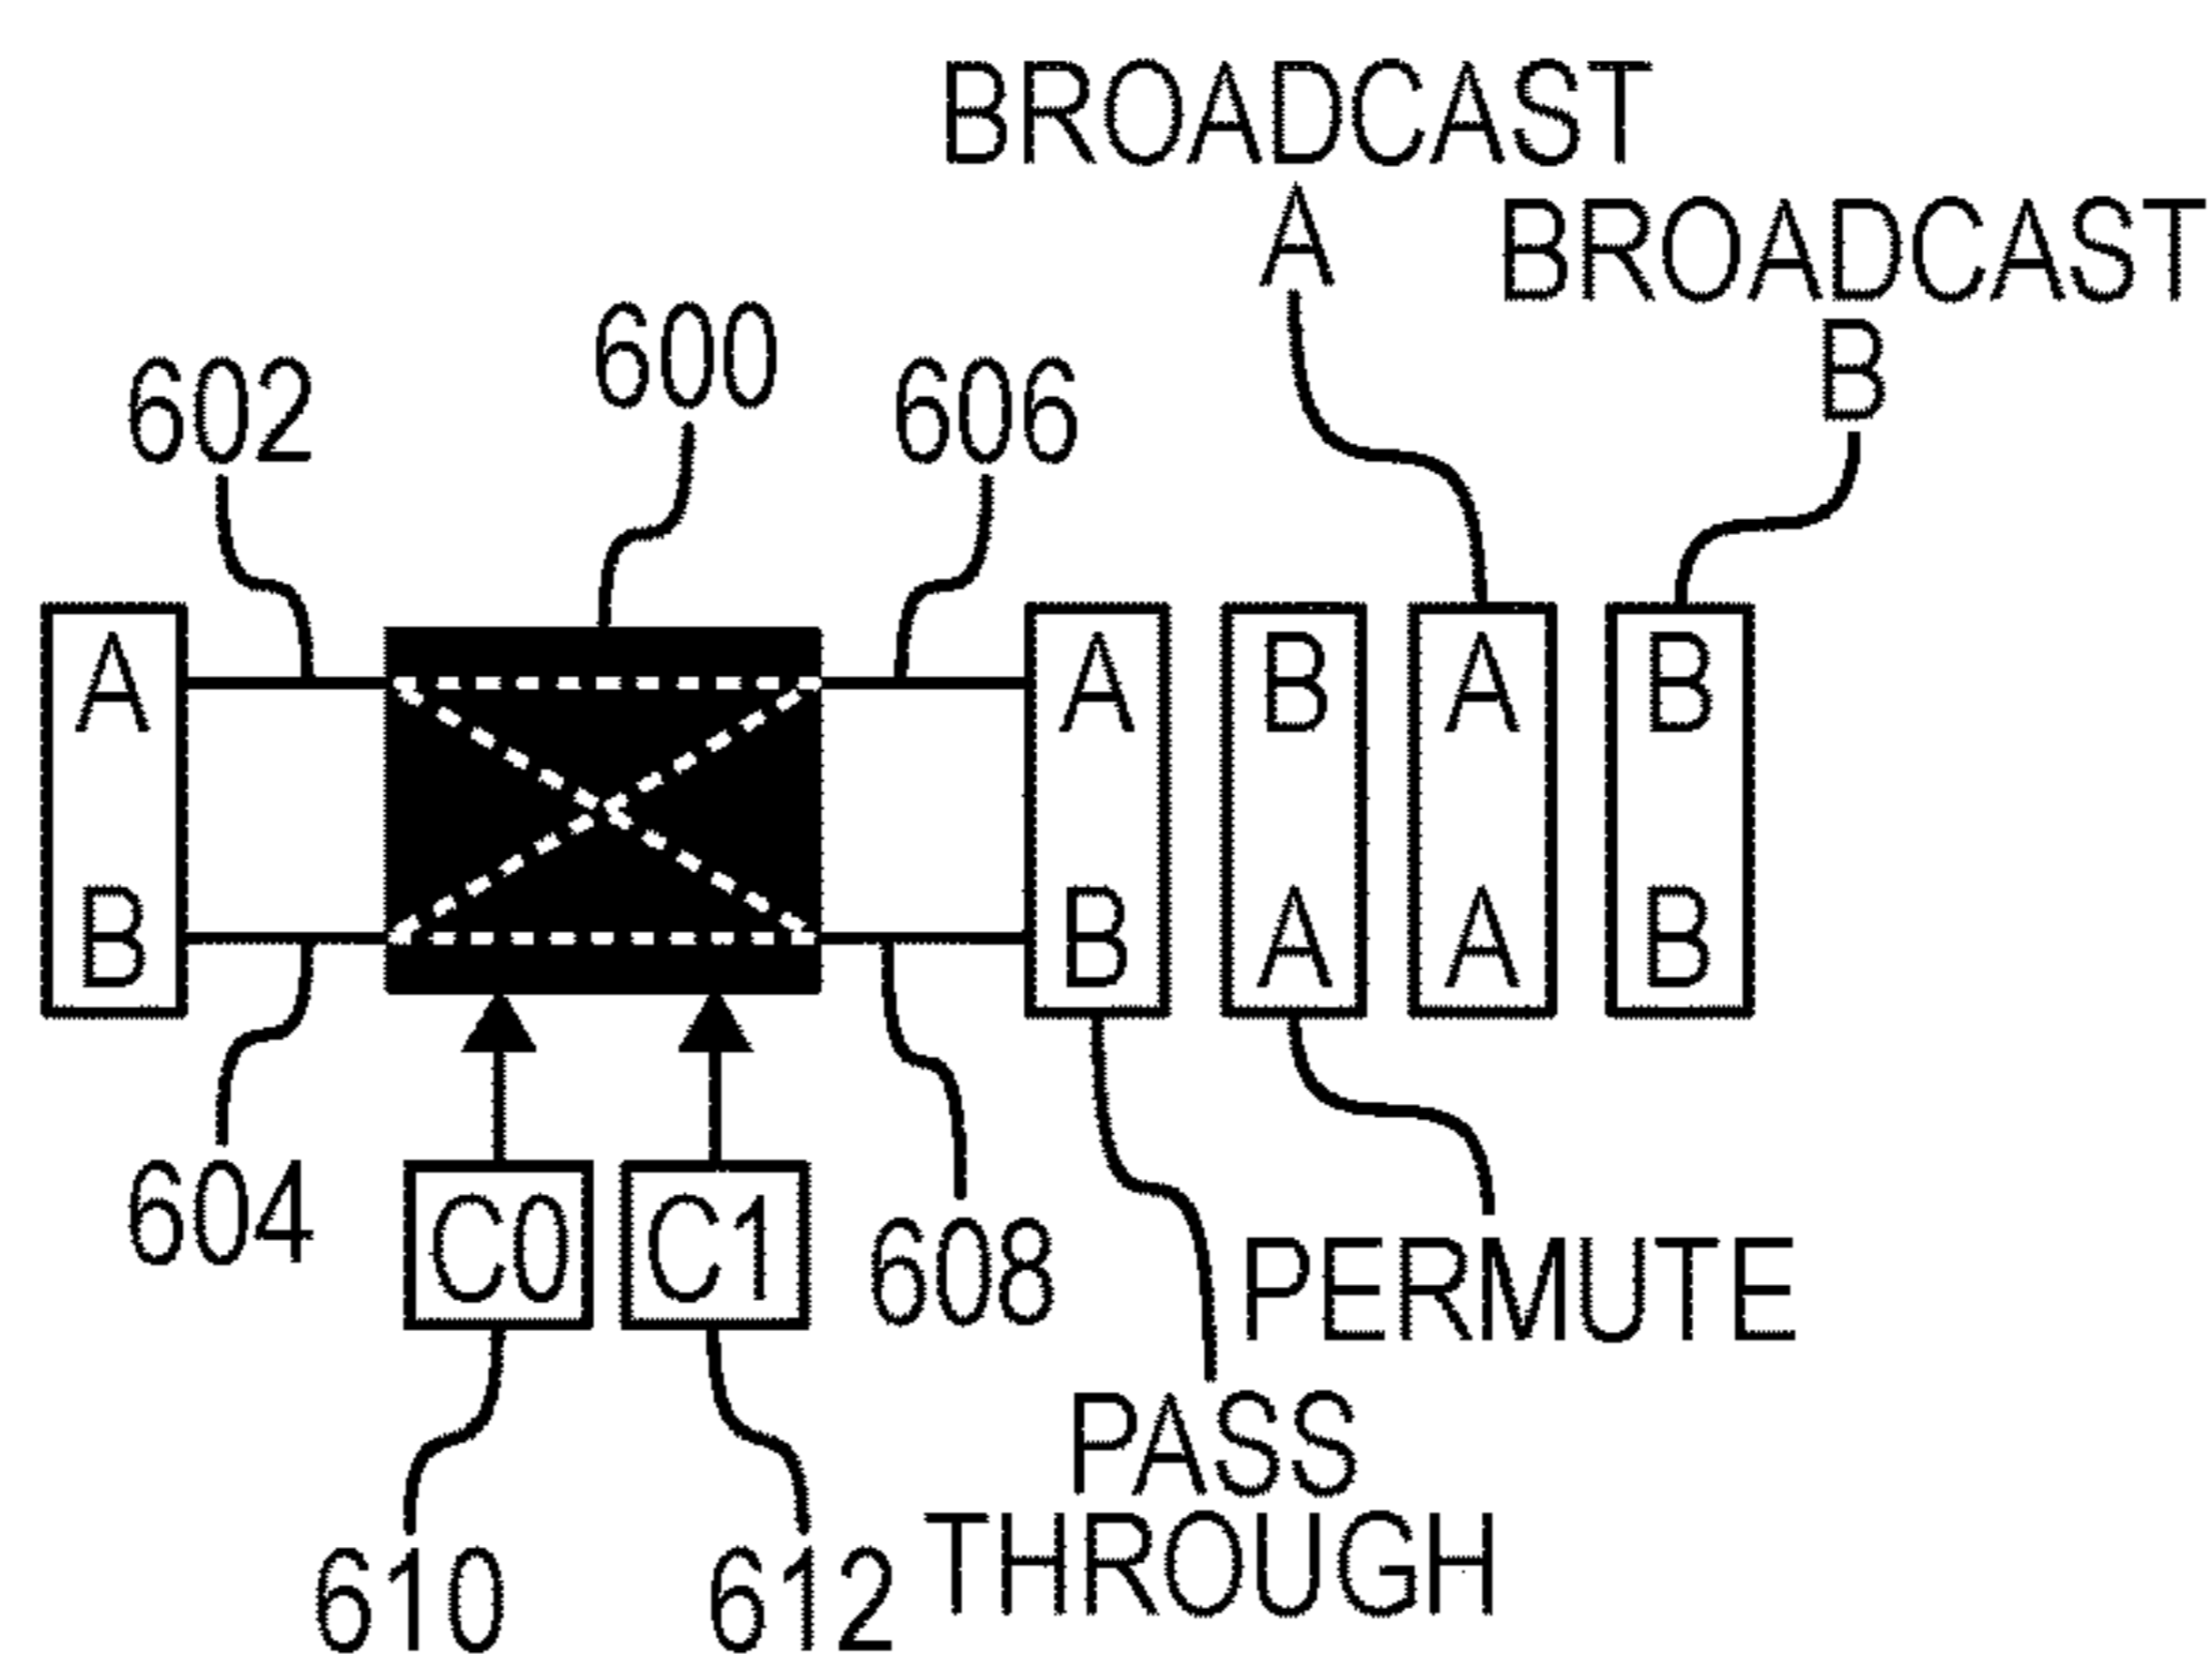 BROADCAST
A
BROADCAST
B
600
602
606
A A B A B
B B A A B
604
C0 C1
608
PERMUTE
PASS
THROUGH
610 612